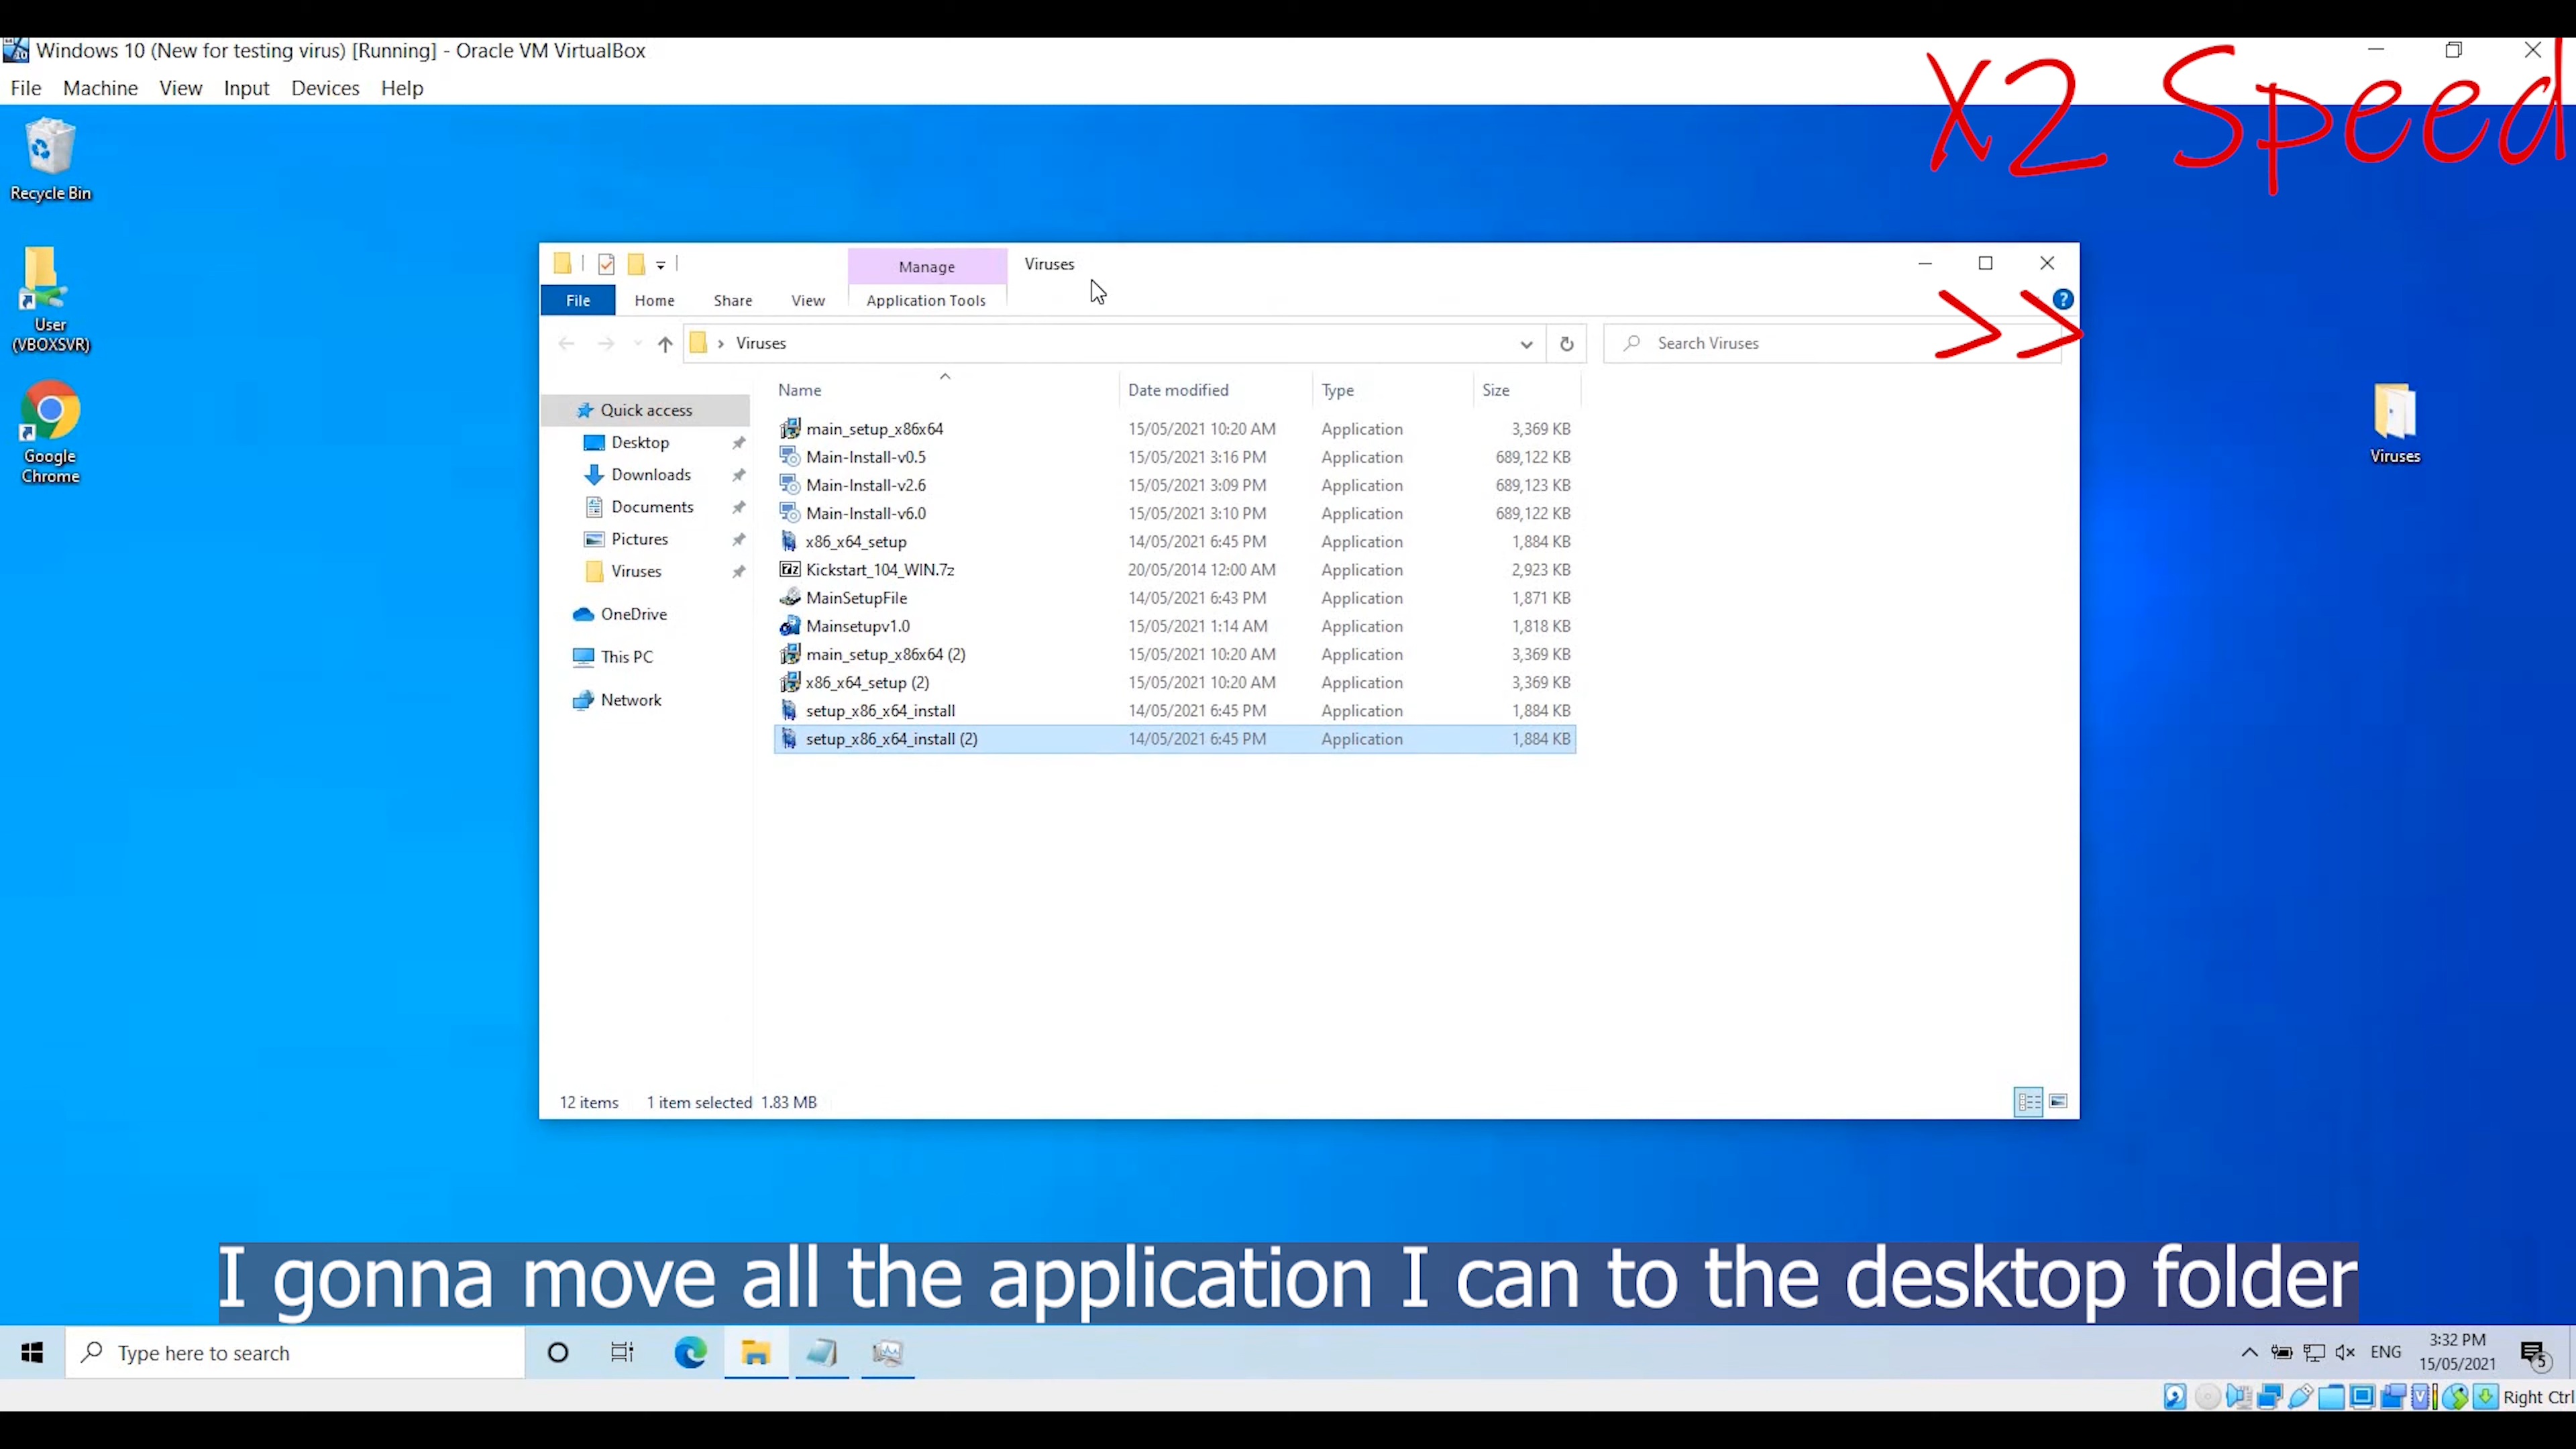 Windows 10 (New for testing virus) [Running] - Oracle VM VirtualBox
File Machine View Input Devices Help
X2 Speed
>>
Recycle Bin
User
(VBOXSVR)
Google
Chrome
Viruses
Manage
Viruses
File Home Share View Application Tools
Viruses
Search Viruses
Name Date modified Type Size
Quick access
Desktop
Downloads
Documents
Pictures
Viruses
OneDrive
This PC
Network
main_setup_x86x64 15/05/2021 10:20 AM Application 3,369 KB
Main-Install-v0.5 15/05/2021 3:16 PM Application 689,122 KB
Main-Install-v2.6 15/05/2021 3:09 PM Application 689,123 KB
Main-Install-v6.0 15/05/2021 3:10 PM Application 689,122 KB
x86_x64_setup 14/05/2021 6:45 PM Application 1,884 KB
Kickstart_104_WIN.7z 20/05/2014 12:00 AM Application 2,923 KB
MainSetupFile 14/05/2021 6:43 PM Application 1,871 KB
Mainsetupv1.0 15/05/2021 1:14 AM Application 1,818 KB
main_setup_x86x64 (2) 15/05/2021 10:20 AM Application 3,369 KB
x86_x64_setup (2) 15/05/2021 10:20 AM Application 3,369 KB
setup_x86_x64_install 14/05/2021 6:45 PM Application 1,884 KB
setup_x86_x64_install (2) 14/05/2021 6:45 PM Application 1,884 KB
12 items 1 item selected 1.83 MB
I gonna move all the application I can to the desktop folder
Type here to search
ENG
3:32 PM
15/05/2021
5
Right Ctrl